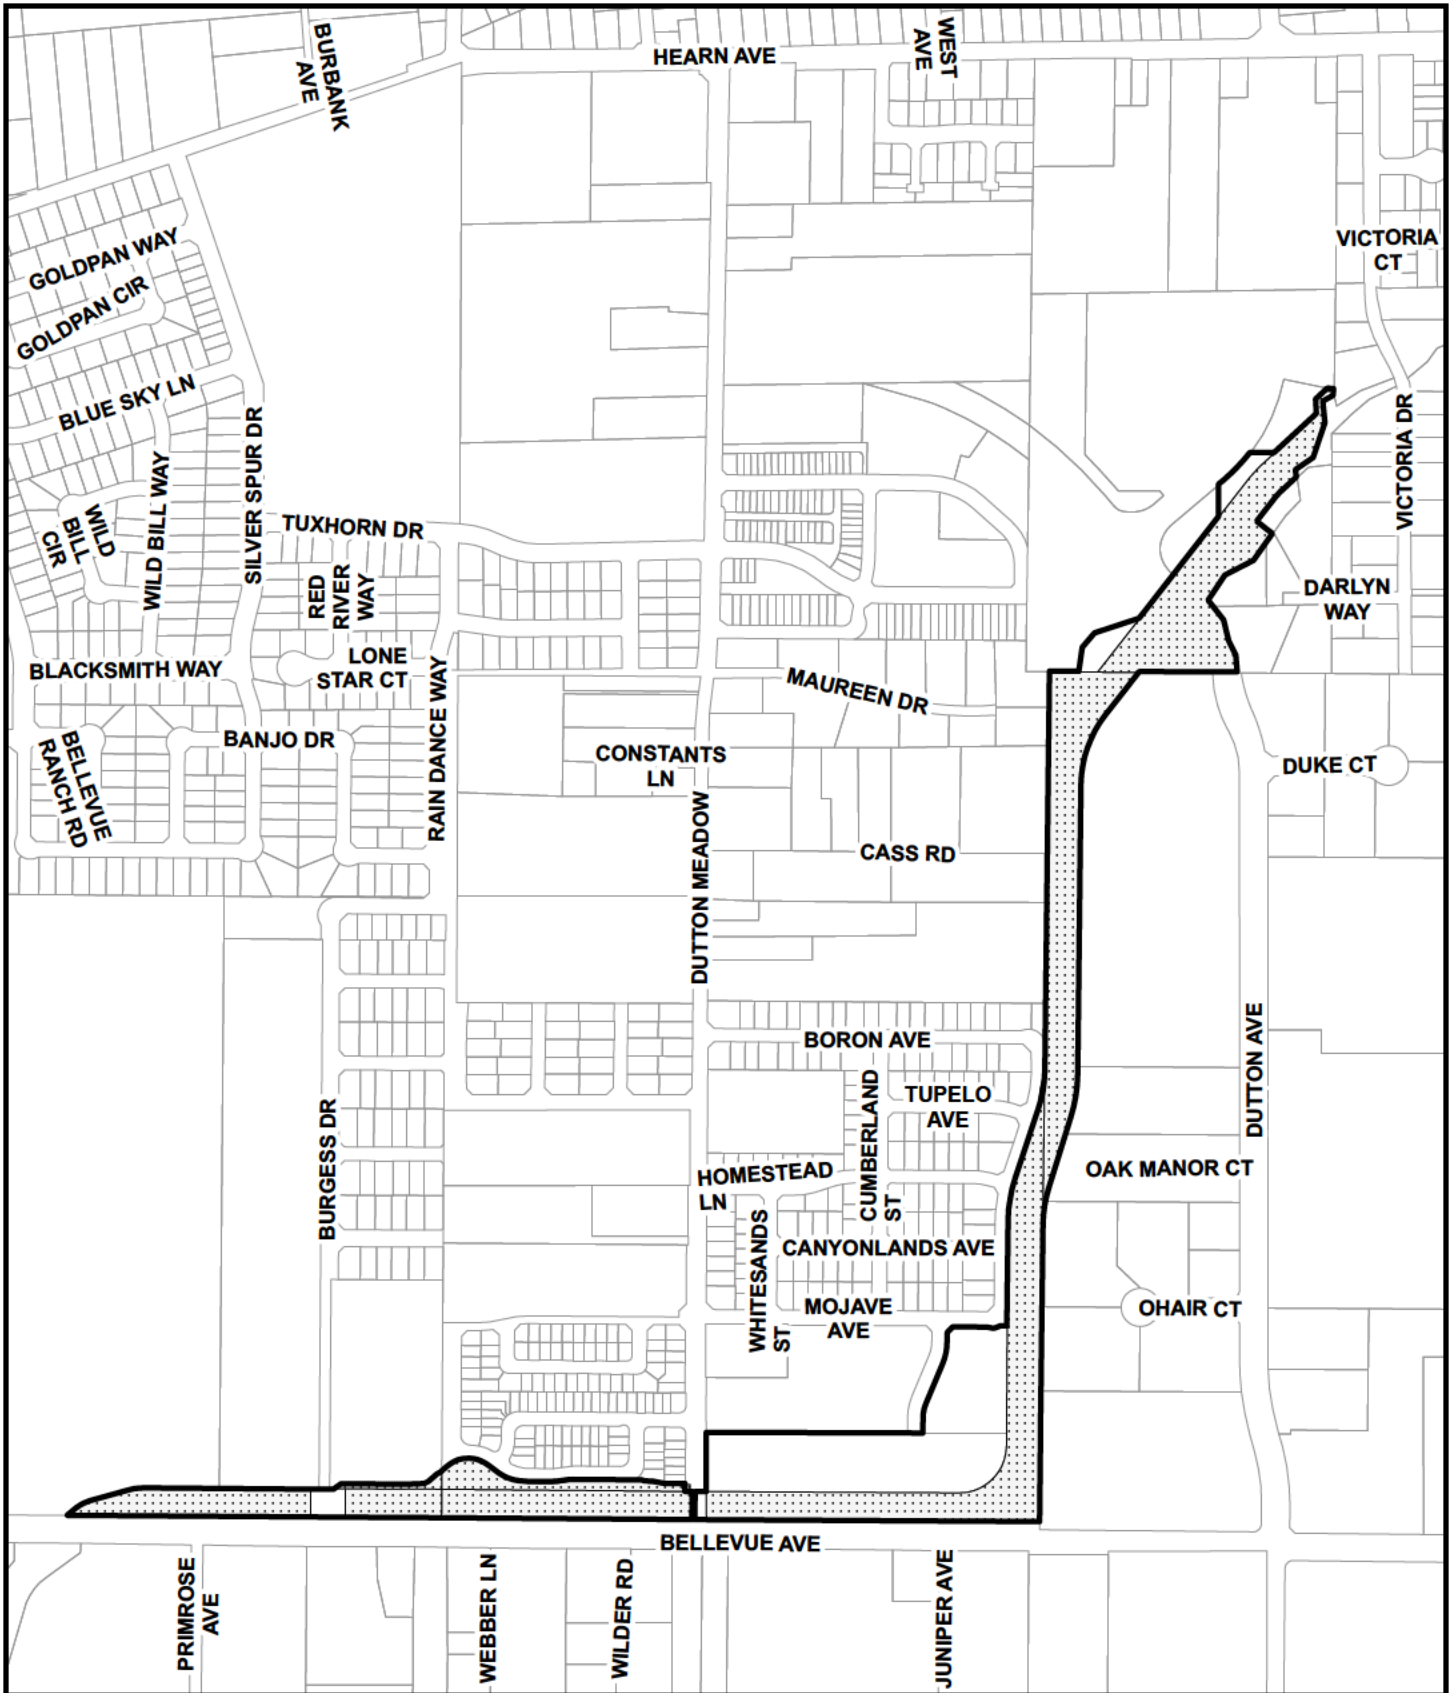 BURBANK
AVE
HEARN AVE
WEST
AVE
VICTORIA
CT
GOLDPAN WAY
GOLDPAN CIR
BLUE SKY LN
WILD BILL WAY
SILVER SPUR DR
VICTORIA DR
WILD
BILL
CIR
TUXHORN DR
RED
RIVER
WAY
DARLYN
WAY
BLACKSMITH WAY
LONE
STAR CT
MAUREEN DR
RAIN DANCE WAY
BELLEVUE
RANCH RD
BANJO DR
CONSTANTS
LN
DUKE CT
DUTTON MEADOW
CASS RD
BORON AVE
DUTTON AVE
BURGESS DR
CUMBERLAND
ST
TUPELO
AVE
HOMESTEAD
LN
OAK MANOR CT
WHITESANDS
ST
CANYONLANDS AVE
MOJAVE
AVE
OHAIR CT
BELLEVUE AVE
PRIMROSE
AVE
WEBBER LN
WILDER RD
JUNIPER AVE